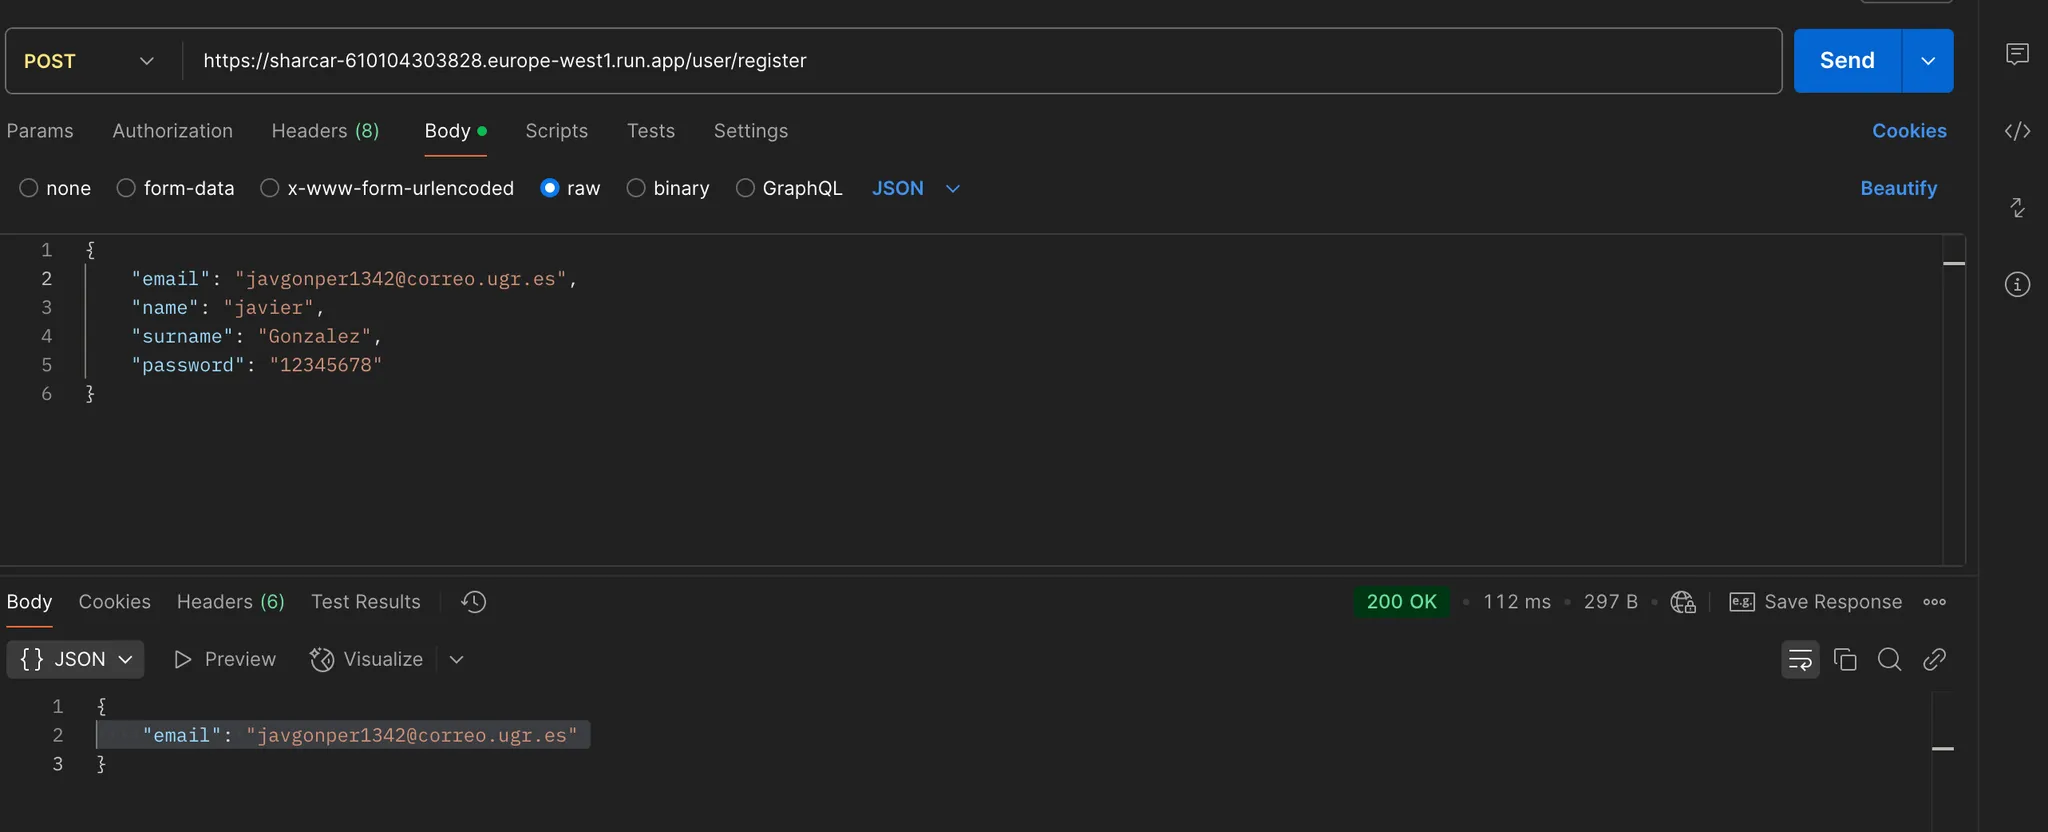 POST https://sharcar-610104303828.europe-west1.run.app/user/register Send
Params Authorization Headers (8) Body Scripts Tests Settings Cookies
none form-data x-www-form-urlencoded raw binary GraphQL JSON Beautify
1 {
2 "email": "javgonper1342@correo.ugr.es",
3 "name": "javier",
4 "surname": "Gonzalez",
5 "password": "12345678"
6 }
Body Cookies Headers (6) Test Results 200 OK • 112 ms • 297 B • e.g. Save Response
{} JSON Preview Visualize
1 {
2 "email": "javgonper1342@correo.ugr.es"
3 }